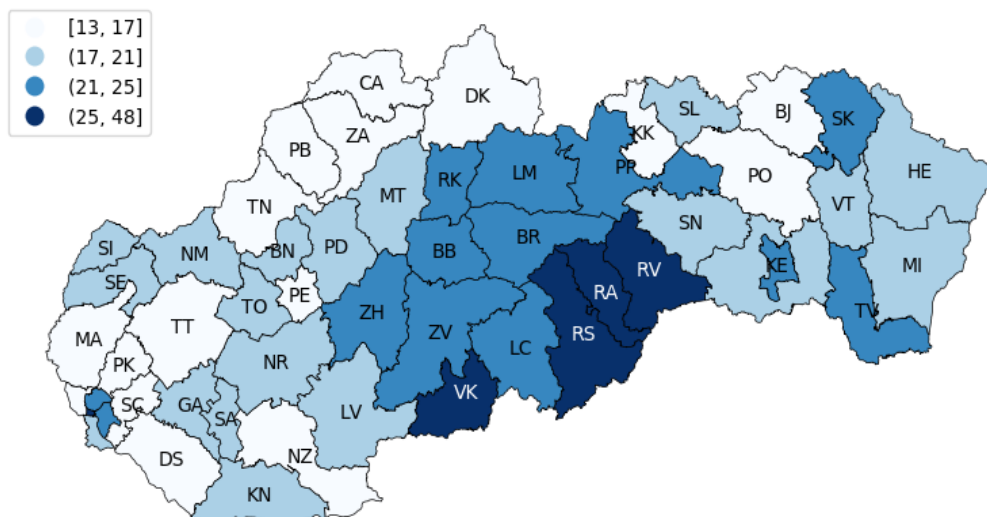 [13, 17]
(17, 21]
(21, 25]
(25, 48]
CA
DK
ZA
PB
KK
SL
BJ
SK
RK
LM
PP
PO
HE
MT
TN
VT
SI
NM
BN
PD
BB
BR
SN
SE
PE
TO
RV
KE
MI
MA
TT
ZH
ZV
RA
RS
TV
PK
NR
LC
SC
GA
SA
LV
VK
DS
NZ
KN